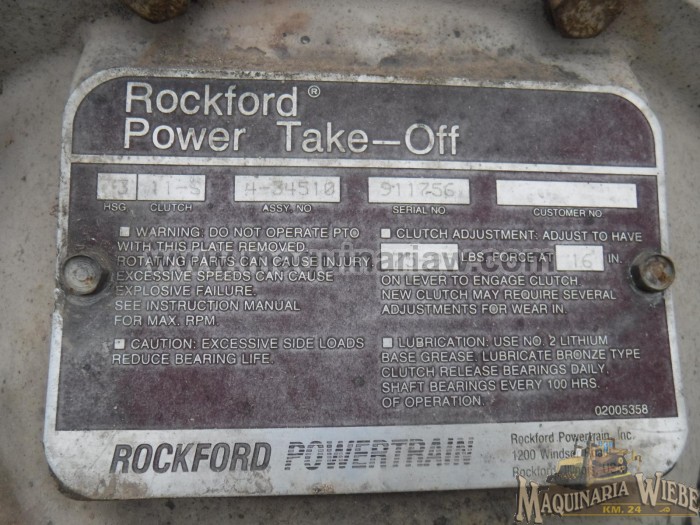 Rockford®
Power Take-Off
3 11-S 4-34510 911756
HSG CLUTCH ASSY. NO. SERIAL NO. CUSTOMER NO.
■ WARNING: DO NOT OPERATE PTO
WITH THIS PLATE REMOVED.
ROTATING PARTS CAN CAUSE INJURY
EXCESSIVE SPEEDS CAN CAUSE
EXPLOSIVE FAILURE.
SEE INSTRUCTION MANUAL
FOR MAX. RPM.
■ CAUTION: EXCESSIVE SIDE LOADS
REDUCE BEARING LIFE.
■ CLUTCH ADJUSTMENT: ADJUST TO HAVE
LBS. FORCE AT 16 IN.
ON LEVER TO ENGAGE CLUTCH
NEW CLUTCH MAY REQUIRE SEVERAL
ADJUSTMENTS FOR WEAR IN.
■ LUBRICATION: USE NO. 2 LITHIUM
BASE GREASE. LUBRICATE BRONZE TYPE
CLUTCH RELEASE BEARINGS DAILY.
SHAFT BEARINGS EVERY 100 HRS.
OF OPERATION.
02005358
ROCKFORD POWERTRAIN
Rockford Powertrain, Inc.
1200
Rockford
MAQUINARIA WIEBE
KM. 24